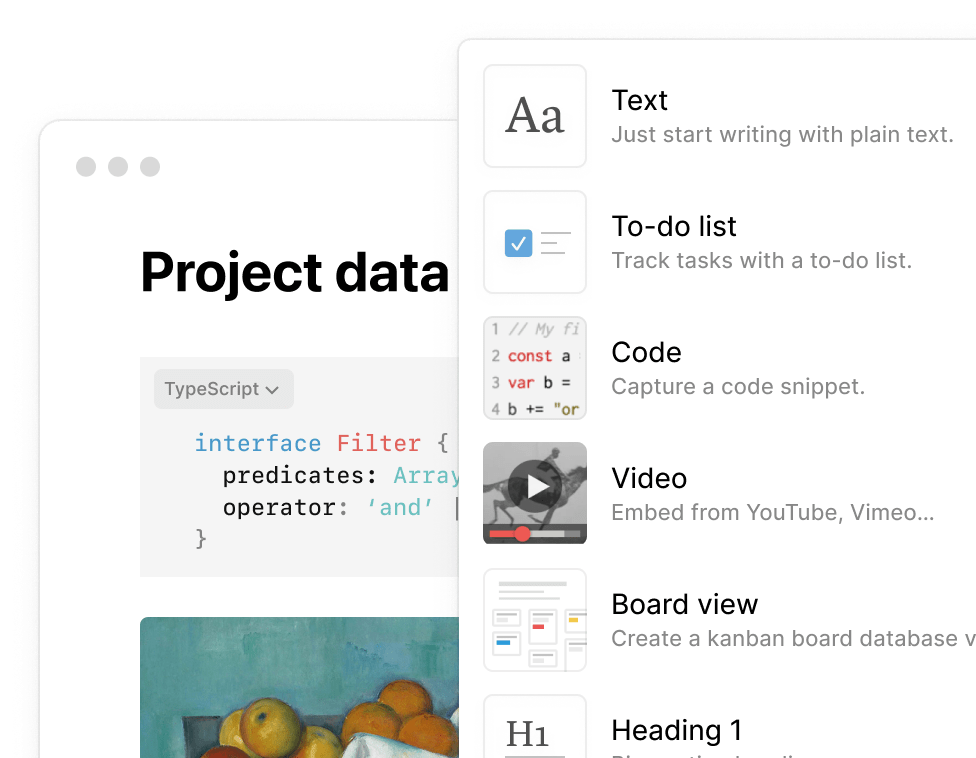 Project data
TypeScript
interface Filter {
predicates: Array
operator: ‘and’ |
}
Aa
Text
Just start writing with plain text.
To-do list
Track tasks with a to-do list.
1 // My fi
2 const a
3 var b =
4 b += "or
Code
Capture a code snippet.
Video
Embed from YouTube, Vimeo...
Board view
Create a kanban board database v
H1
Heading 1